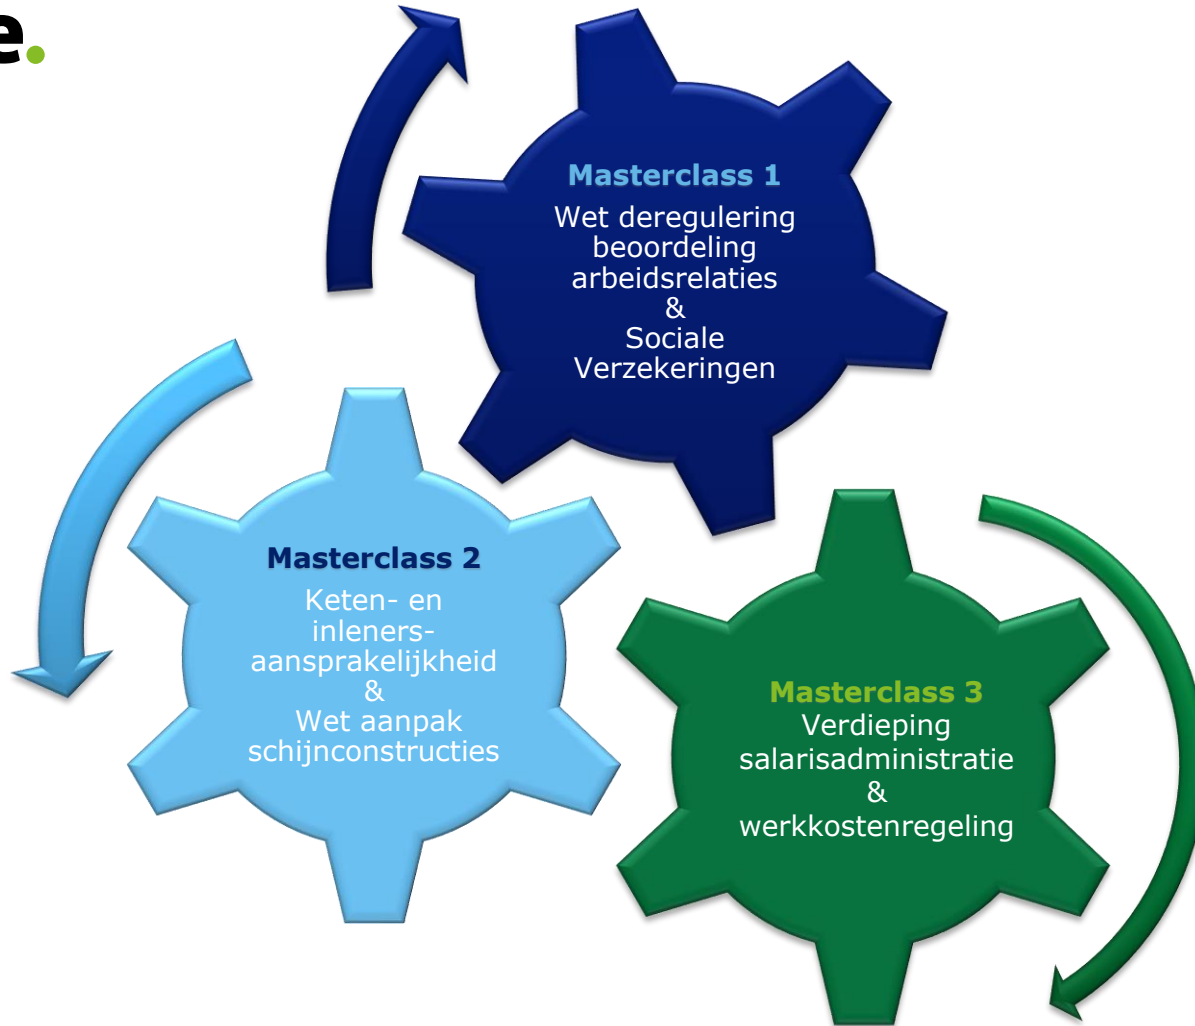 e.
Masterclass 1
Wet deregulering
beoordeling
arbeidsrelaties
&
Sociale
Verzekeringen
Masterclass 2
Keten- en
inleners-
aansprakelijkheid
&
Wet aanpak
schijnconstructies
Masterclass 3
Verdieping
salarisadministratie
&
werkkostenregeling